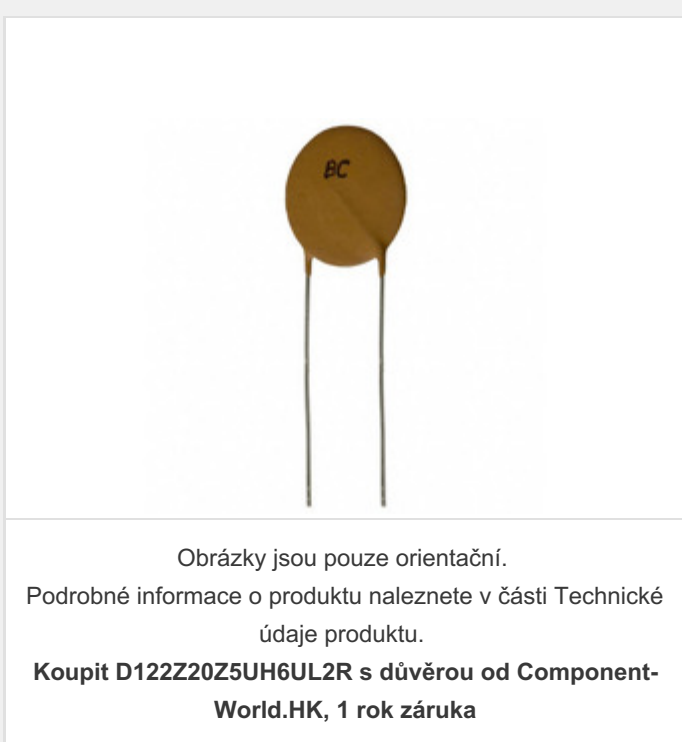 BC
Obrázky jsou pouze orientační.
Podrobné informace o produktu naleznete v části Technické
údaje produktu.
Koupit D122Z20Z5UH6UL2R s důvěrou od Component-
World.HK, 1 rok záruka